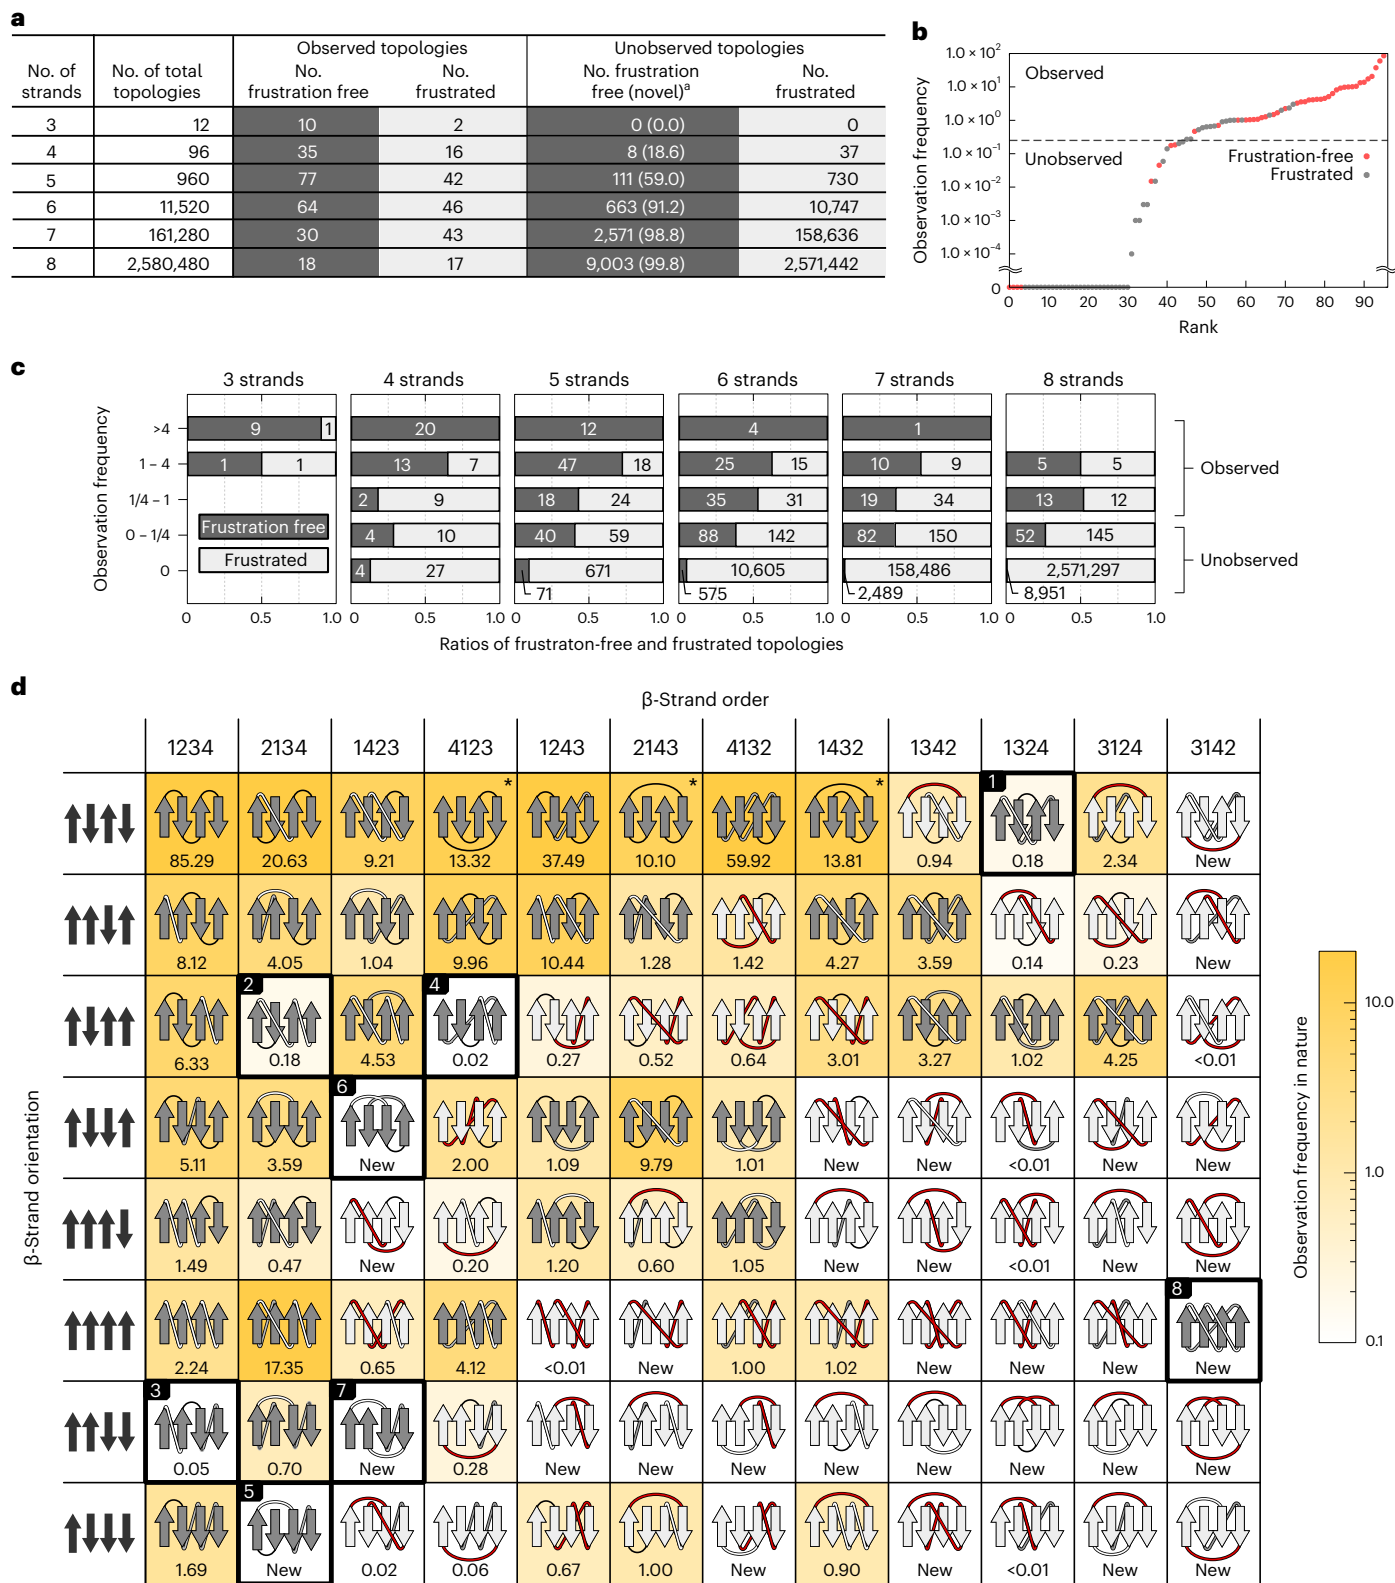 a
Observed topologies Unobserved topologies
No. of No. of total No. No. No. frustration No.
strands topologies frustration free frustrated free (novel)a frustrated
3 12 10 2 0 (0.0) 0
4 96 35 16 8 (18.6) 37
5 960 77 42 111 (59.0) 730
6 11,520 64 46 663 (91.2) 10,747
7 161,280 30 43 2,571 (98.8) 158,636
8 2,580,480 18 17 9,003 (99.8) 2,571,442
b
Observation frequency
1.0 × 10²
1.0 × 10¹
1.0 × 10⁰
1.0 × 10⁻¹
1.0 × 10⁻²
1.0 × 10⁻³
1.0 × 10⁻⁴
0
Observed
Unobserved
Frustration-free
Frustrated
0 10 20 30 40 50 60 70 80 90
Rank
c
3 strands 4 strands 5 strands 6 strands 7 strands 8 strands
Observation frequency
>4 9 1 20 12 4 1
1 – 4 1 1 13 7 47 18 25 15 10 9 5 5
Observed
1/4 – 1 2 9 18 24 35 31 19 34 13 12
Frustration free
0 – 1/4 4 10 40 59 88 142 82 150 52 145
Frustrated
Unobserved
0 4 27 671 10,605 158,486 2,571,297
71 575 2,489 8,951
0 0.5 1.0 0 0.5 1.0 0 0.5 1.0 0 0.5 1.0 0 0.5 1.0 0 0.5 1.0
Ratios of frustraton-free and frustrated topologies
d
β-Strand order
1234 2134 1423 4123 1243 2143 4132 1432 1342 1324 3124 3142
* * * 1
85.29 20.63 9.21 13.32 37.49 10.10 59.92 13.81 0.94 0.18 2.34 New
8.12 4.05 1.04 9.96 10.44 1.28 1.42 4.27 3.59 0.14 0.23 New
2 4
6.33 0.18 4.53 0.02 0.27 0.52 0.64 3.01 3.27 1.02 4.25 <0.01
6
5.11 3.59 New 2.00 1.09 9.79 1.01 New New <0.01 New New
1.49 0.47 New 0.20 1.20 0.60 1.05 New New <0.01 New New
8
2.24 17.35 0.65 4.12 <0.01 New 1.00 1.02 New New New New
3 7
0.05 0.70 New 0.28 New New New New New New New New
5
1.69 New 0.02 0.06 0.67 1.00 New 0.90 New <0.01 New New
β-Strand orientation
Observation frequency in nature
10.0
1.0
0.1